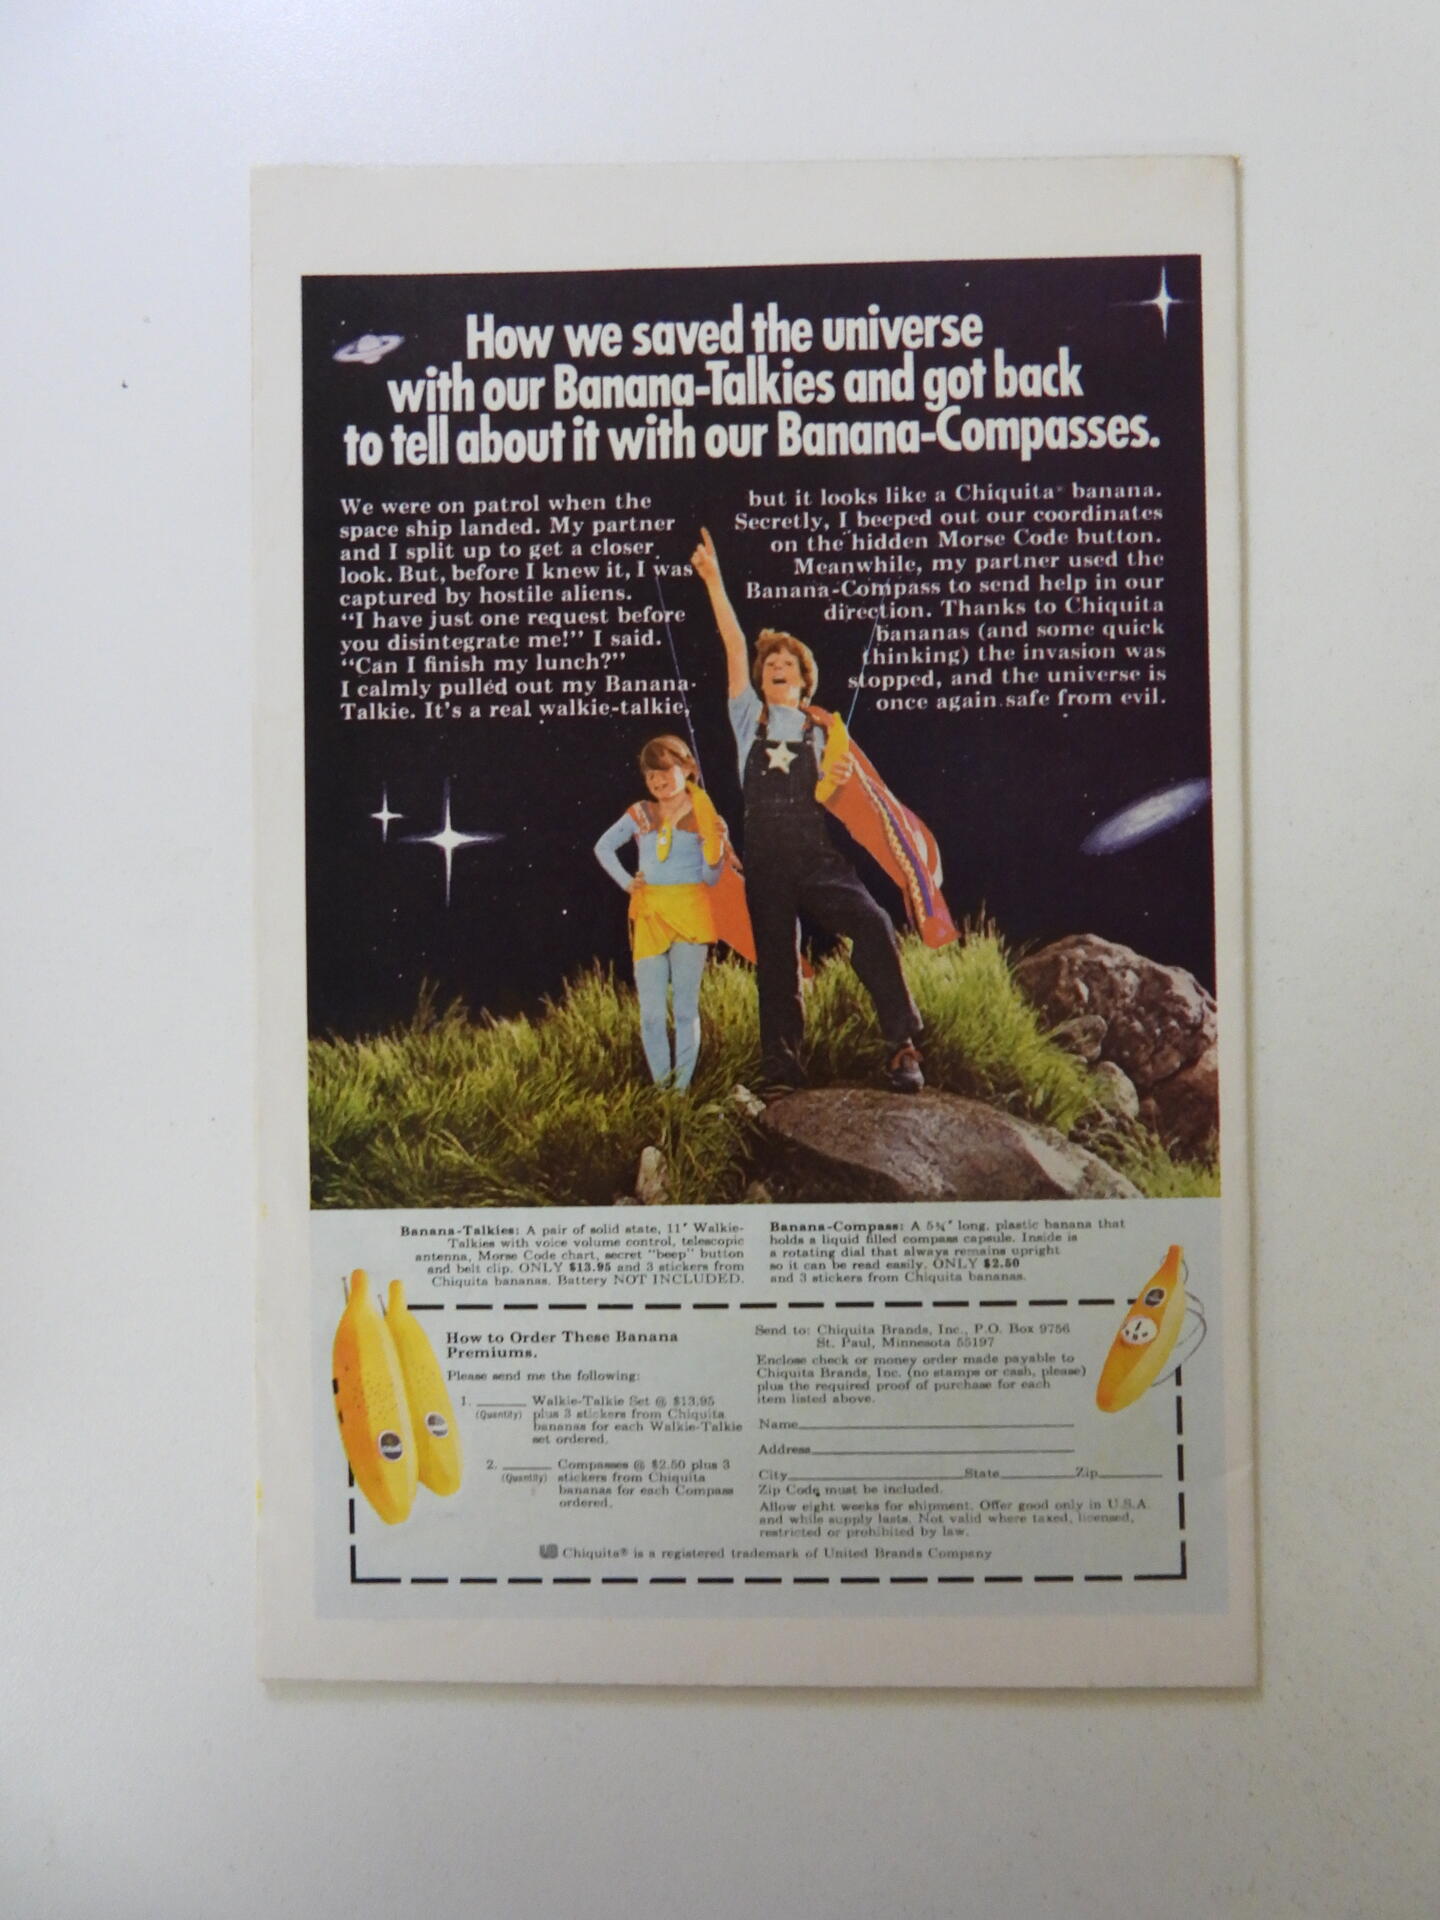 How we saved the universe
with our Banana-Talkies and got back
to tell about it with our Banana-Compasses.
We were on patrol when the
space ship landed. My partner
and I split up to get a closer
look. But, before I knew it, I was
captured by hostile aliens.
“I have just one request before
you disintegrate me!” I said.
“Can I finish my lunch?”
I calmly pulled out my Banana-
Talkie. It's a real walkie-talkie,
but it looks like a Chiquita® banana.
Secretly, I beeped out our coordinates
on the hidden Morse Code button.
Meanwhile, my partner used the
Banana-Compass to send help in our
direction. Thanks to Chiquita
bananas (and some quick
thinking) the invasion was
stopped, and the universe is
once again safe from evil.
Banana-Talkies: A pair of solid state, 11" Walkie-
Talkies with voice volume control, telescopic
antenna, Morse Code chart, secret "beep" button
and belt clip. ONLY $13.95 and 3 stickers from
Chiquita bananas. Battery NOT INCLUDED.
Banana-Compass: A 5¾" long, plastic banana that
holds a liquid filled compass capsule. Inside is
a rotating dial that always remains upright
so it can be read easily. ONLY $2.50
and 3 stickers from Chiquita bananas.
How to Order These Banana
Premiums.
Please send me the following:
1. ______ Walkie-Talkie Set @ $13.95
(Quantity) plus 3 stickers from Chiquita
bananas for each Walkie-Talkie
set ordered.
2. ______ Compasses @ $2.50 plus 3
(Quantity) stickers from Chiquita
bananas for each Compass
ordered.
Send to: Chiquita Brands, Inc., P.O. Box 9756
St. Paul, Minnesota 55197
Enclose check or money order made payable to
Chiquita Brands, Inc. (no stamps or cash, please)
plus the required proof of purchase for each
item listed above.
Name
Address
City State Zip
Zip Code must be included.
Allow eight weeks for shipment. Offer good only in U.S.A.
and while supply lasts. Not valid where taxed, licensed,
restricted or prohibited by law.
Chiquita® is a registered trademark of United Brands Company